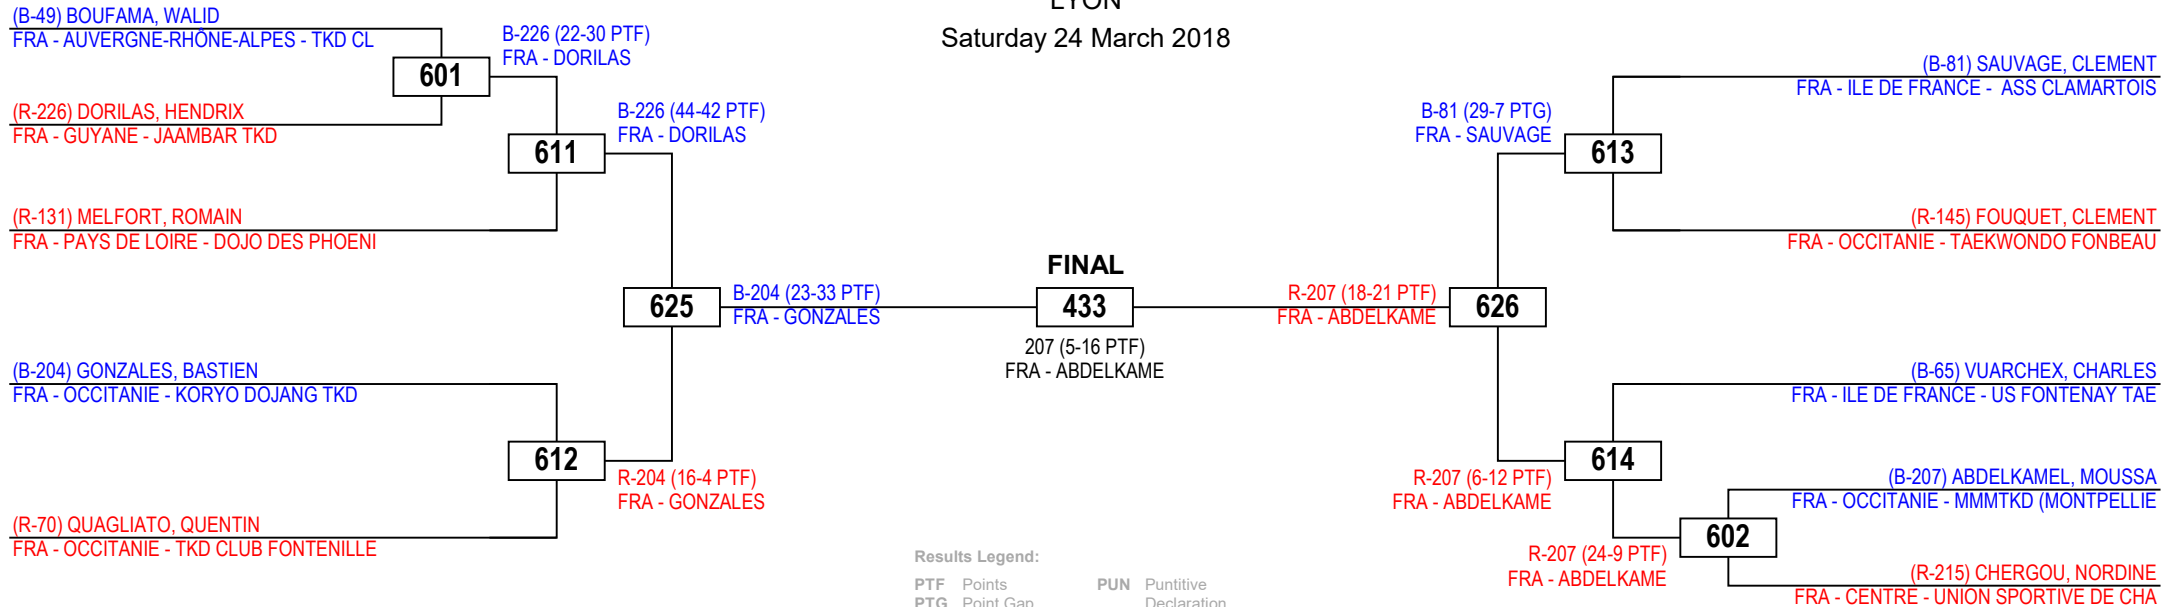 LYON
Saturday 24 March 2018
(B-49) BOUFAMA, WALID
FRA - AUVERGNE-RHÔNE-ALPES - TKD CL
601
B-226 (22-30 PTF)
FRA - DORILAS
(R-226) DORILAS, HENDRIX
FRA - GUYANE - JAAMBAR TKD
611
B-226 (44-42 PTF)
FRA - DORILAS
(R-131) MELFORT, ROMAIN
FRA - PAYS DE LOIRE - DOJO DES PHOENI
625
B-204 (23-33 PTF)
FRA - GONZALES
(B-204) GONZALES, BASTIEN
FRA - OCCITANIE - KORYO DOJANG TKD
612
R-204 (16-4 PTF)
FRA - GONZALES
(R-70) QUAGLIATO, QUENTIN
FRA - OCCITANIE - TKD CLUB FONTENILLE
FINAL
433
207 (5-16 PTF)
FRA - ABDELKAME
(B-81) SAUVAGE, CLEMENT
FRA - ILE DE FRANCE - ASS CLAMARTOIS
B-81 (29-7 PTG)
FRA - SAUVAGE
613
(R-145) FOUQUET, CLEMENT
FRA - OCCITANIE - TAEKWONDO FONBEAU
R-207 (18-21 PTF)
FRA - ABDELKAME
626
(B-65) VUARCHEX, CHARLES
FRA - ILE DE FRANCE - US FONTENAY TAE
614
R-207 (6-12 PTF)
FRA - ABDELKAME
(B-207) ABDELKAMEL, MOUSSA
FRA - OCCITANIE - MMMTKD (MONTPELLIE
602
R-207 (24-9 PTF)
FRA - ABDELKAME
(R-215) CHERGOU, NORDINE
FRA - CENTRE - UNION SPORTIVE DE CHA
Results Legend:
PTF Points PUN Puntitive
PTG Point Gap Declaration